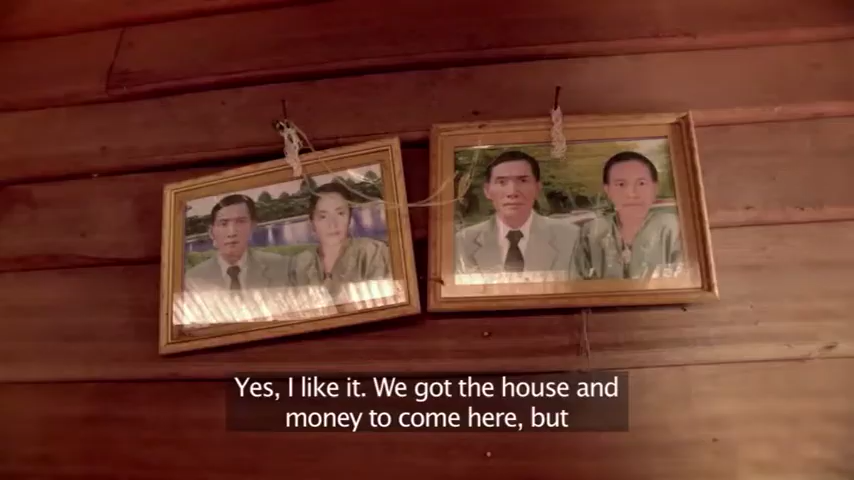 Yes, I like it. We got the house and
money to come here, but